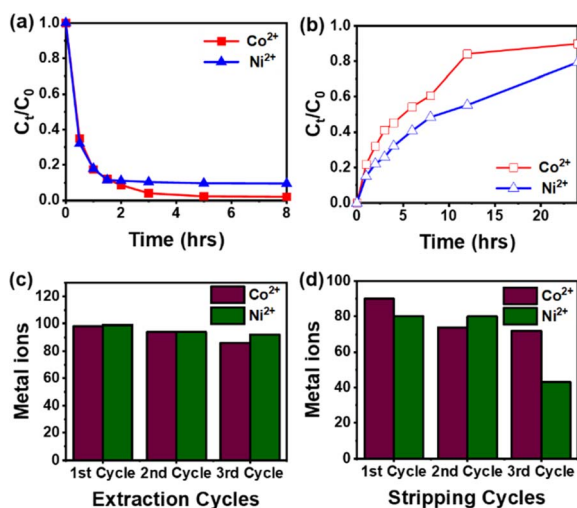 (a)
1.0
0.8
0.6
0.4
0.2
0.0
Ct/C0
Co2+
Ni2+
0 2 4 6 8
Time (hrs)
(b)
1.0
0.8
0.6
0.4
0.2
0.0
Ct/C0
Co2+
Ni2+
0 5 10 15 20
Time (hrs)
(c)
120
100
80
60
40
20
0
Metal ions
Co2+
Ni2+
1st Cycle 2nd Cycle 3rd Cycle
Extraction Cycles
(d)
80
60
40
20
0
Metal ions
Co2+
Ni2+
1st Cycle 2nd Cycle 3rd Cycle
Stripping Cycles